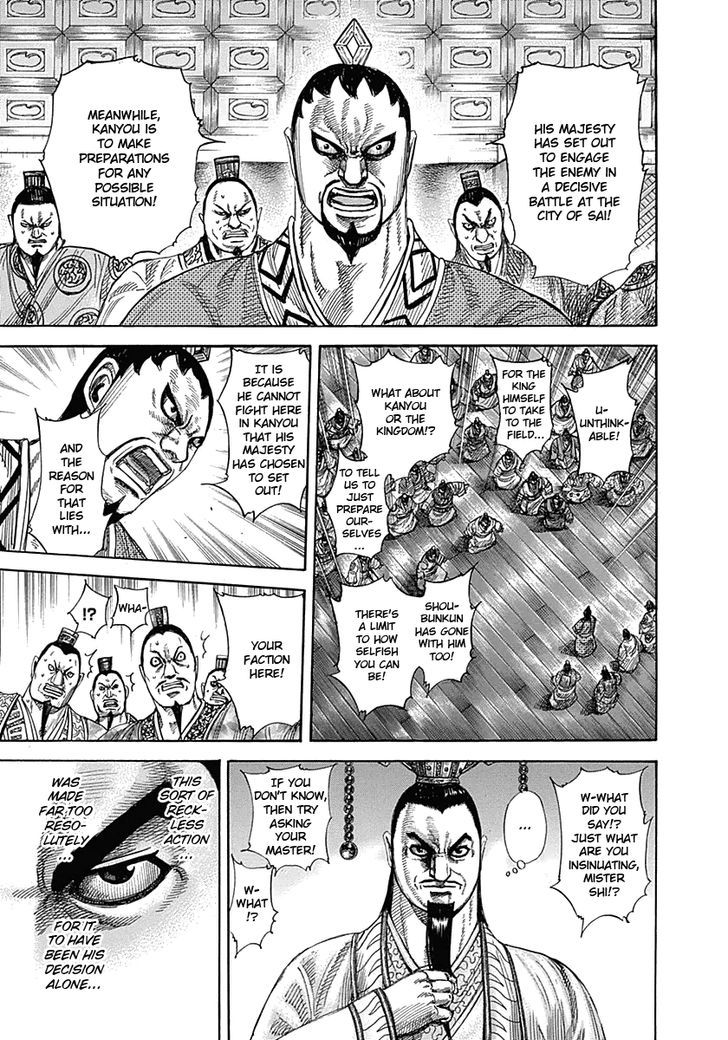 HIS MAJESTY
HAS SET OUT
TO ENGAGE
THE ENEMY IN
A DECISIVE
BATTLE AT THE
CITY OF SAI!
MEANWHILE,
KANYOU IS
TO MAKE
PREPARATIONS
FOR ANY
POSSIBLE
SITUATION!
U-
UNTHINK-
ABLE!
FOR THE
KING
HIMSELF
TO TAKE
TO THE
FIELD...
WHAT ABOUT
KANYOU
OR THE
KINGDOM!?
TO TELL
US TO
JUST
PREPARE
OUR-
SELVES...
SHOU-
BUNKUN
HAS GONE
WITH HIM
TOO!
THERE'S
A LIMIT
TO HOW
SELFISH
YOU CAN
BE!
IT IS
BECAUSE
HE CANNOT
FIGHT HERE
IN KANYOU
THAT HIS
MAJESTY
HAS CHOSEN
TO SET
OUT!
AND
THE
REASON
FOR
THAT
LIES
WITH...
YOUR
FACTION
HERE!
WHA-
!?
W-WHAT
DID YOU
SAY!?
JUST WHAT
ARE YOU
INSINUATING,
MISTER
SHI!?
...
IF YOU
DON'T KNOW,
THEN TRY
ASKING
YOUR
MASTER!
W-
WHAT!?
THIS
SORT OF
RECK-
LESS
ACTION
...
WAS
MADE
FAR TOO
RESO-
LUTELY
...
FOR IT
TO HAVE
BEEN HIS
DECISION
ALONE...